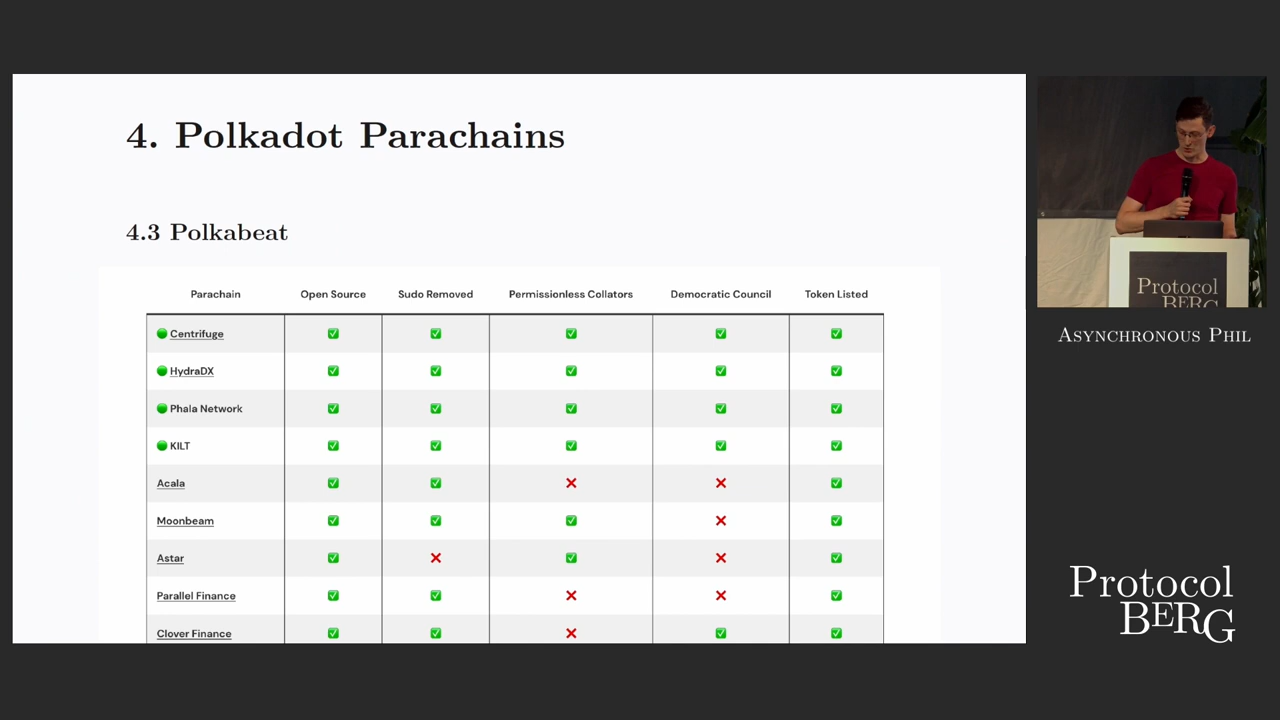 4. Polkadot Parachains
4.3 Polkabeat
Parachain Open Source Sudo Removed Permissionless Collators Democratic Council Token Listed
Centrifuge ✅ ✅ ✅ ✅ ✅
HydraDX ✅ ✅ ✅ ✅ ✅
Phala Network ✅ ✅ ✅ ✅ ✅
KILT ✅ ✅ ✅ ✅ ✅
Acala ✅ ✅ ❌ ❌ ✅
Moonbeam ✅ ✅ ✅ ❌ ✅
Astar ✅ ❌ ✅ ❌ ✅
Parallel Finance ✅ ✅ ❌ ❌ ✅
Clover Finance ✅ ✅ ❌ ✅ ✅
Protocol
BERG
Asynchronous Phil
Protocol
BERG